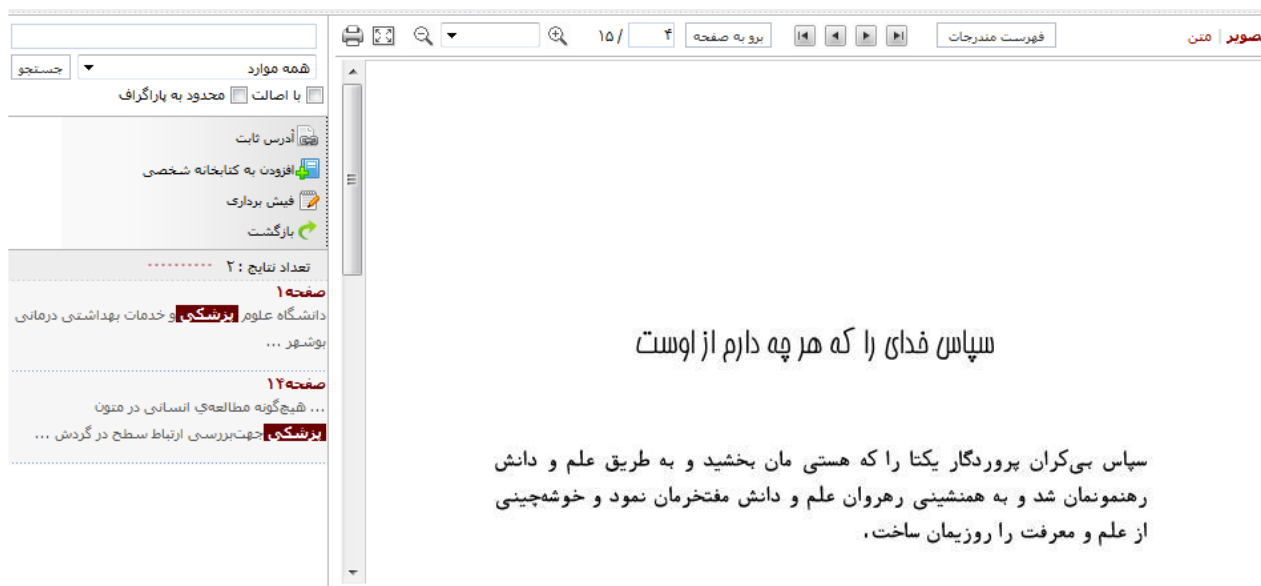 تصویر | متن
فهرست مندرجات
برو به صفحه
۴
/ ۱۵
همه موارد
جستجو
با اصالت
محدود به پاراگراف
آدرس ثابت
افزودن به کتابخانه شخصی
فیش برداری
بازگشت
تعداد نتایج : ۲
صفحه۱
دانشگاه علوم پزشکی و خدمات بهداشتی درمانی
بوشهر ...
صفحه۱۴
... هیچ‌گونه مطالعه‌ي انسانی در متون
پزشکی جهت‌بررسی ارتباط سطح در گردش ...
سپاس خدای را که هر چه دارم از اوست
سپاس بی‌کران پروردگار یکتا را که هستی مان بخشید و به طریق علم و دانش
رهنمونمان شد و به همنشینی رهروان علم و دانش مفتخرمان نمود و خوشه‌چینی
از علم و معرفت را روزیمان ساخت.